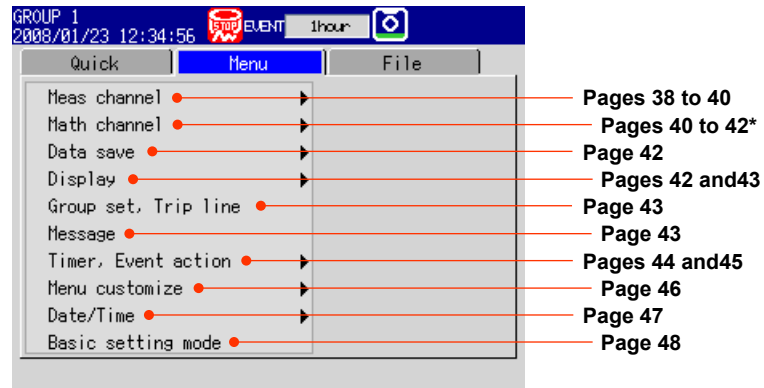 GROUP 1
2008/01/23 12:34:56 STOP EVENT 1hour
Quick Menu File
Meas channel Pages 38 to 40
Math channel Pages 40 to 42*
Data save Page 42
Display Pages 42 and43
Group set, Trip line Page 43
Message Page 43
Timer, Event action Pages 44 and45
Menu customize Page 46
Date/Time Page 47
Basic setting mode Page 48